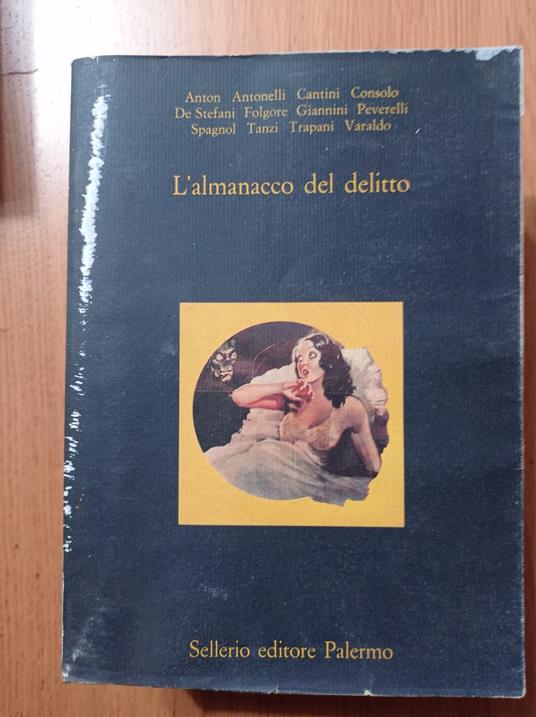 Anton Antonelli Cantini Consolo
De Stefani Folgore Giannini Peverelli
Spagnol Tanzi Trapani Varaldo
L'almanacco del delitto
Sellerio editore Palermo